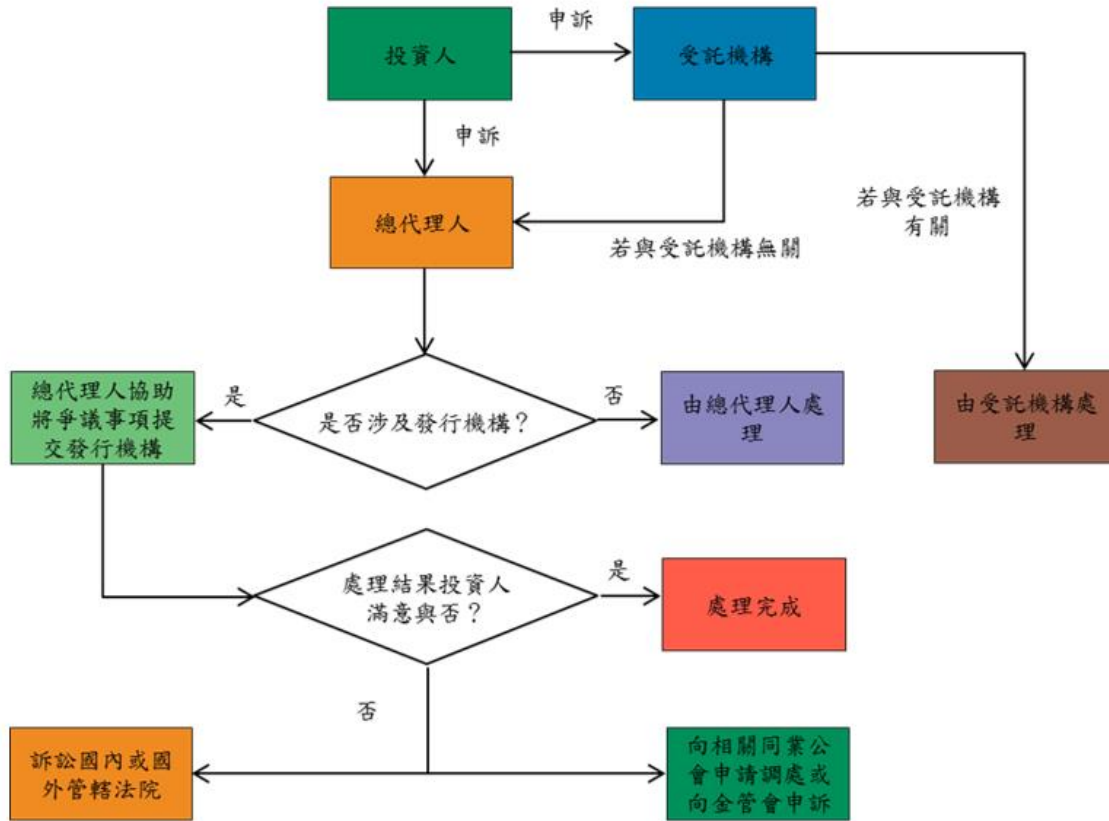 申訴
投資人
受託機構
申訴
總代理人
若與受託機構無關
若與受託機構
有關
總代理人協助
將爭議事項提
交發行機構
是
是否涉及發行機構？
否
由總代理人處
理
由受託機構處
理
處理結果投資人
滿意與否？
是
處理完成
否
訴訟國內或國
外管轄法院
向相關同業公
會申請調處或
向金管會申訴